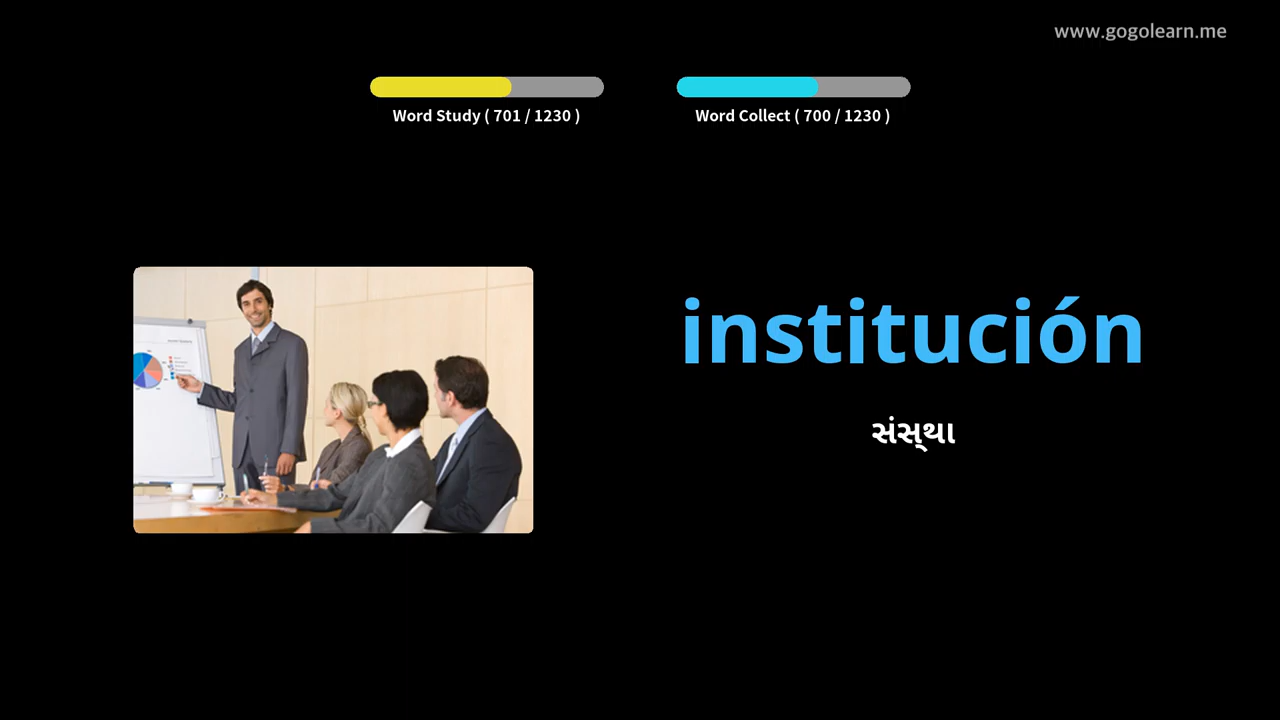 www.gogolearn.me
Word Study ( 701 / 1230 )
Word Collect ( 700 / 1230 )
institución
સંસ્થા